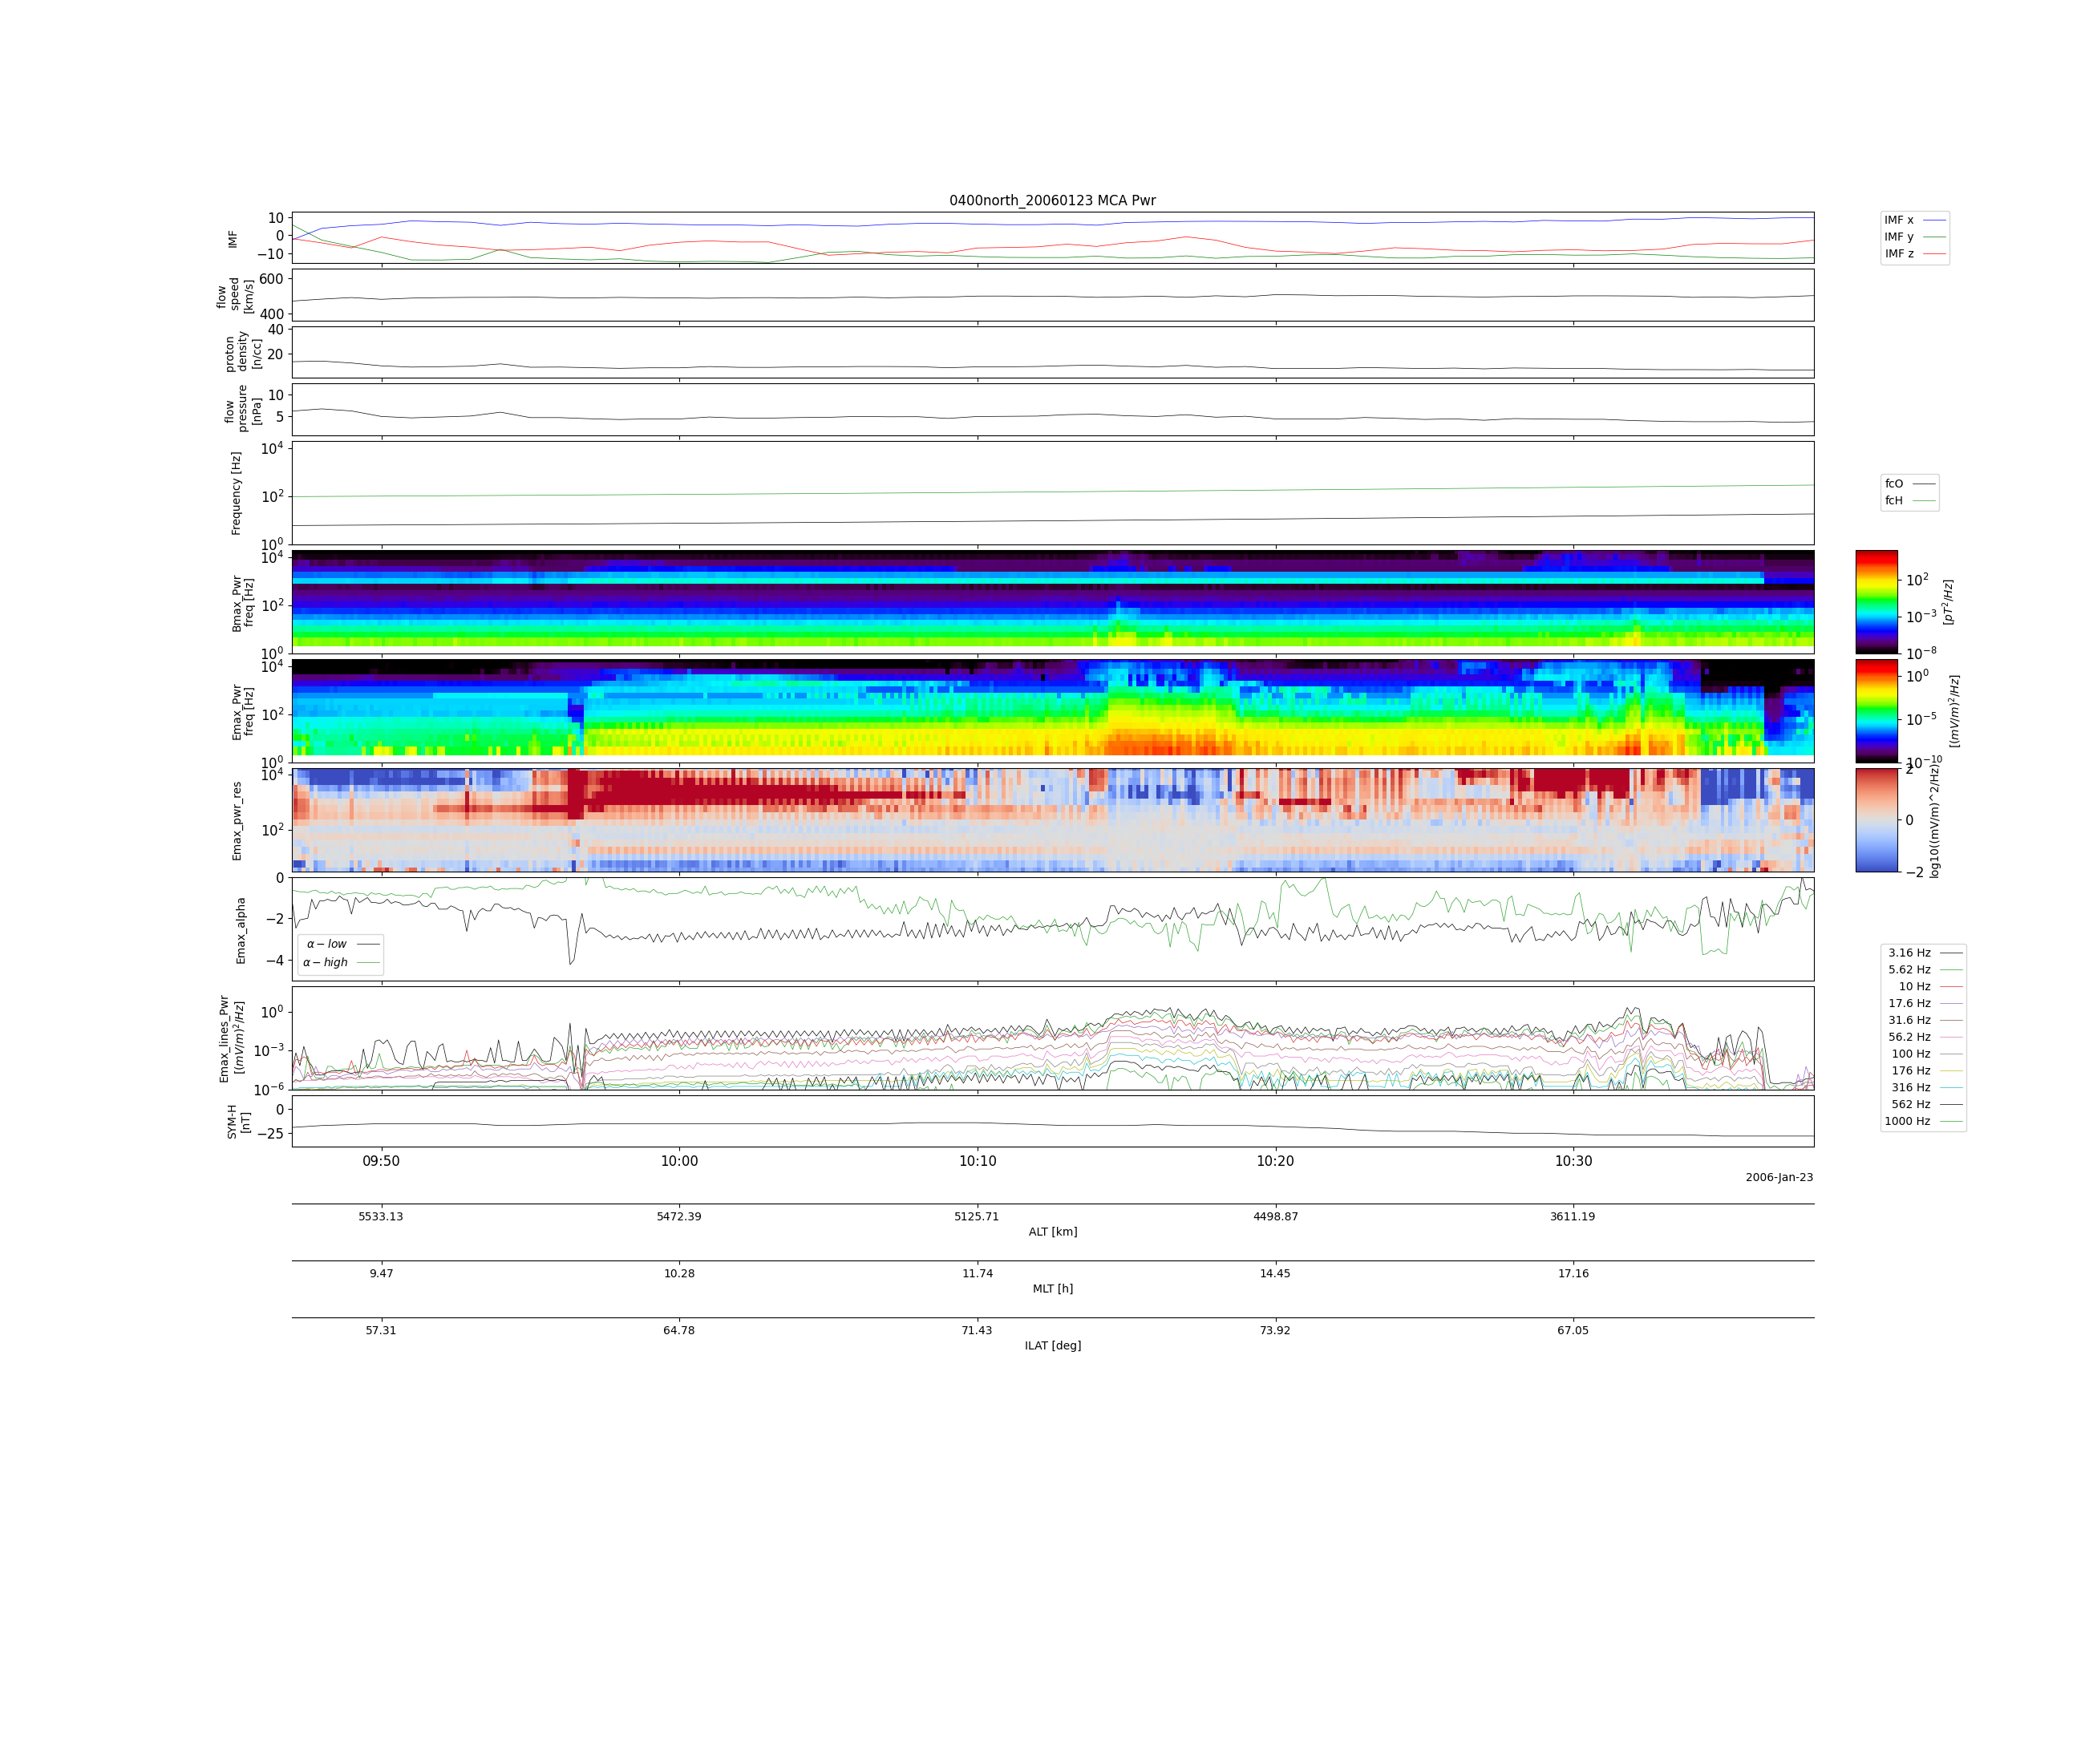 0400north_20060123 MCA Pwr
10
0
−10
IMF
IMF x
IMF y
IMF z
600
400
flow
speed
[km/s]
40
20
proton
density
[n/cc]
10
5
flow
pressure
[nPa]
10^4
10^2
10^0
Frequency [Hz]
fcO
fcH
10^4
10^2
10^0
Bmax_Pwr
freq [Hz]
10^2
10^−3
10^−8
[pT^2/Hz]
10^4
10^2
10^0
Emax_Pwr
freq [Hz]
10^0
10^−5
10^−10
[(mV/m)^2/Hz]
10^4
10^2
Emax_pwr_res
2
0
−2
log10((mV/m)^2/Hz)
0
−2
−4
Emax_alpha
α − low
α − high
10^0
10^−3
10^−6
Emax_lines_Pwr
[(mV/m)^2/Hz]
3.16 Hz
5.62 Hz
10 Hz
17.6 Hz
31.6 Hz
56.2 Hz
100 Hz
176 Hz
316 Hz
562 Hz
1000 Hz
0
−25
SYM-H
[nT]
09:50 10:00 10:10 10:20 10:30
2006-Jan-23
5533.13 5472.39 5125.71 4498.87 3611.19
ALT [km]
9.47 10.28 11.74 14.45 17.16
MLT [h]
57.31 64.78 71.43 73.92 67.05
ILAT [deg]